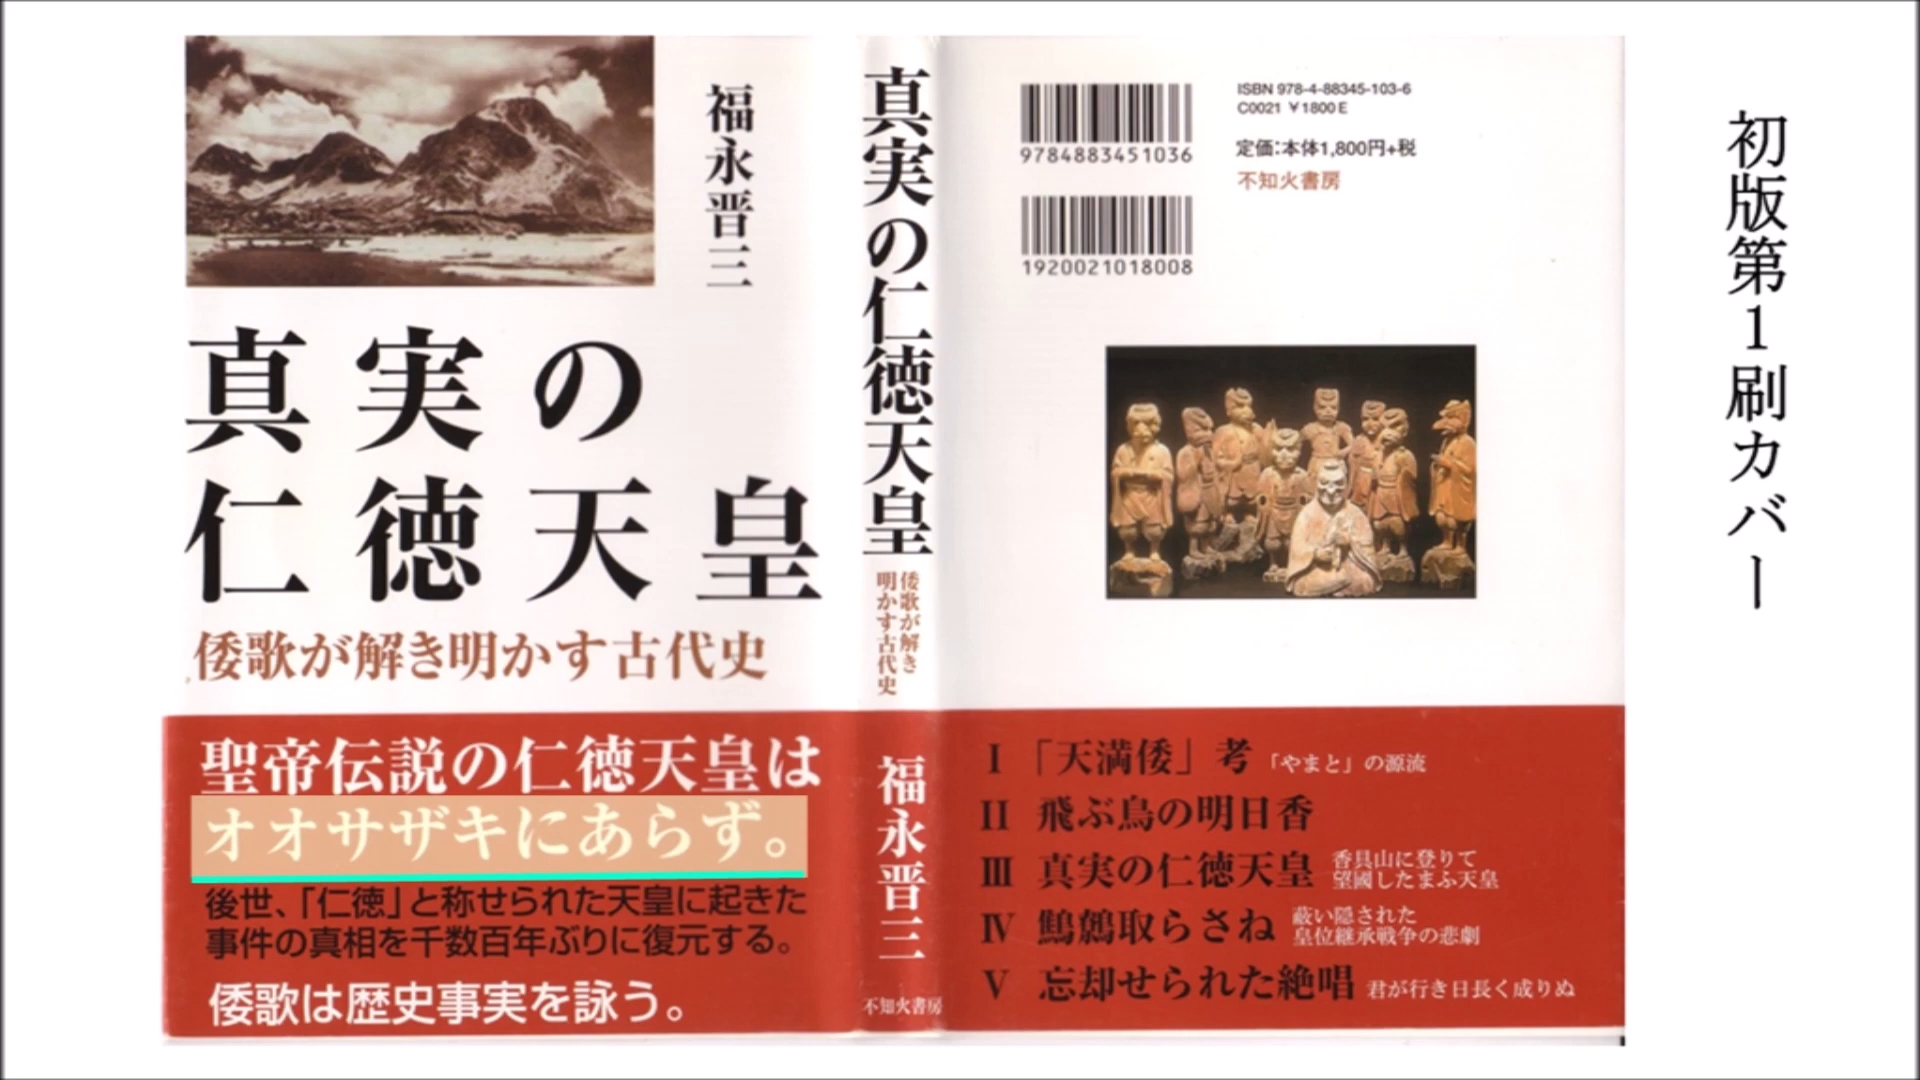 福永晋三
真実の
仁徳天皇
倭歌が解き明かす古代史
聖帝伝説の仁徳天皇は
オオサザキにあらず。
後世、「仁徳」と称せられた天皇に起きた
事件の真相を千数百年ぶりに復元する。
倭歌は歴史事実を詠う。
真実の仁徳天皇
倭歌が解き
明かす古代史
福永晋三
不知火書房
9784883451036
ISBN 978-4-88345-103-6
C0021 ¥1800E
定価:本体1,800円+税
不知火書房
1920021018008
I 「天満倭」考 「やまと」の源流
II 飛ぶ鳥の明日香
III 真実の仁徳天皇 香具山に登りて
望國したまふ天皇
IV 鷦鷯取らさね 蔽い隠された
皇位継承戦争の悲劇
V 忘却せられた絶唱 君が行き日長く成りぬ
初版第1刷カバー